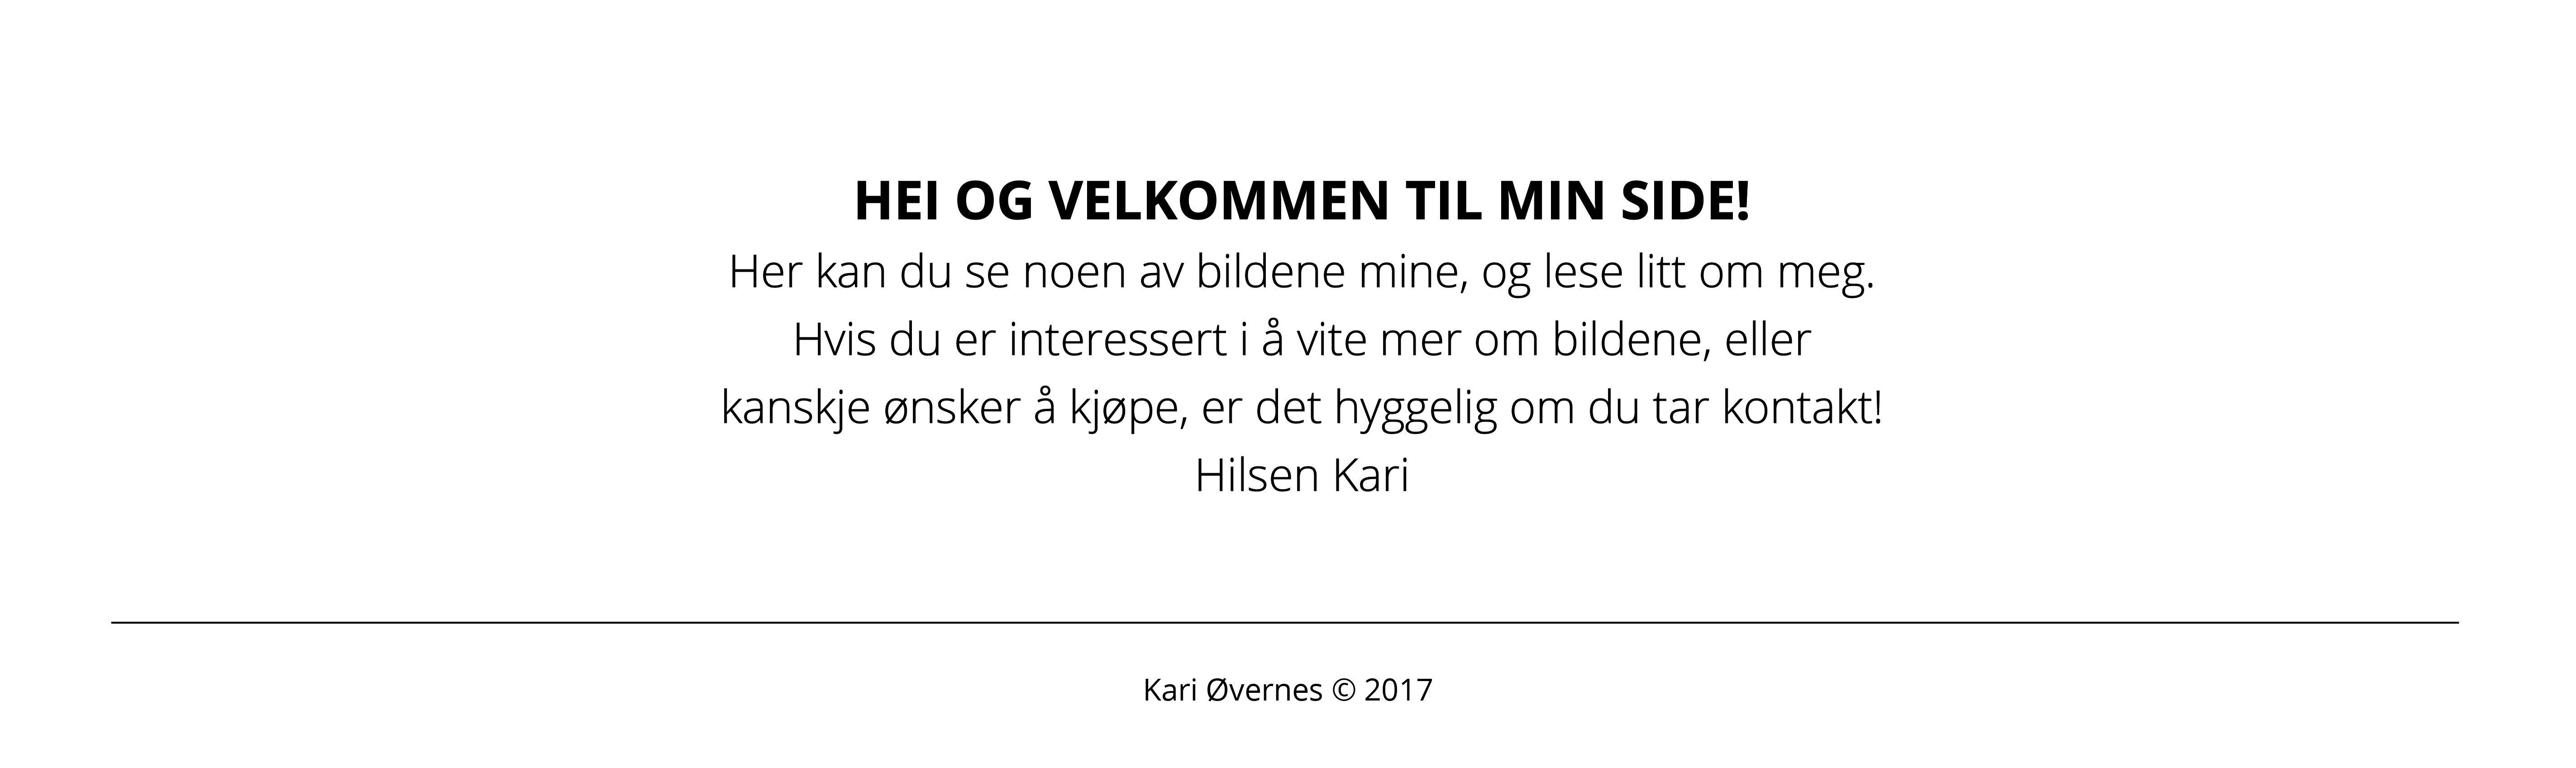 HEI OG VELKOMMEN TIL MIN SIDE!
Her kan du se noen av bildene mine, og lese litt om meg.
Hvis du er interessert i å vite mer om bildene, eller
kanskje ønsker å kjøpe, er det hyggelig om du tar kontakt!
Hilsen Kari
Kari Øvernes © 2017